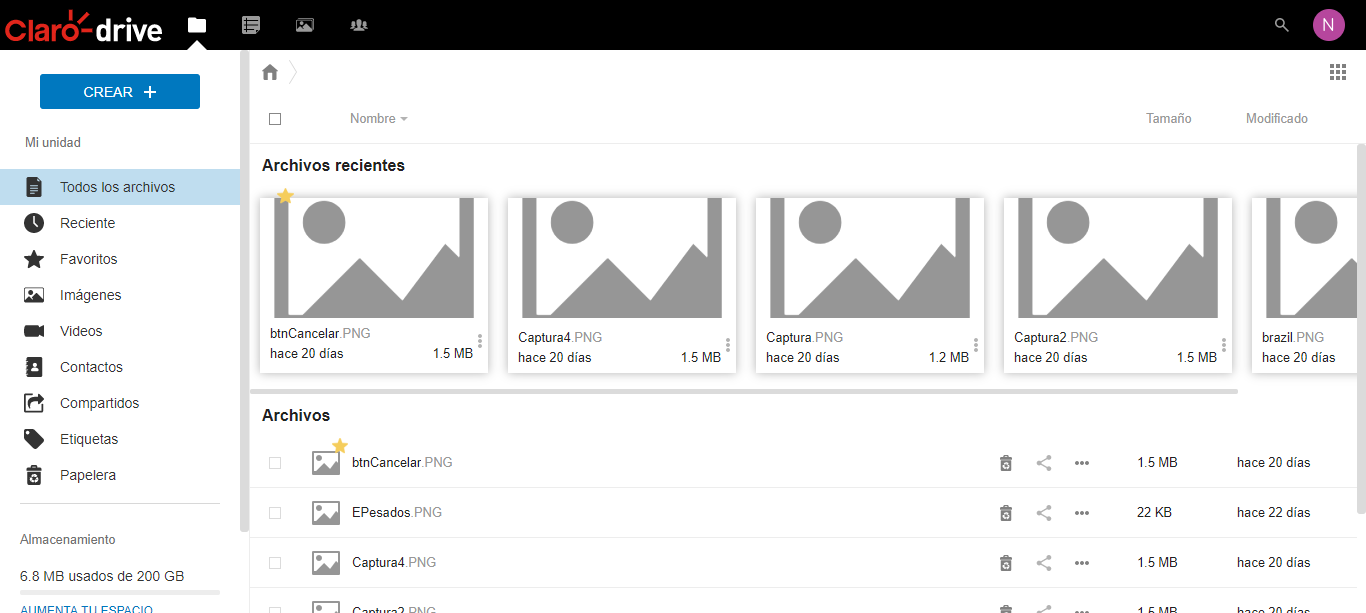 Claro drive
N
CREAR +
Mi unidad
Todos los archivos
Reciente
Favoritos
Imágenes
Videos
Contactos
Compartidos
Etiquetas
Papelera
Almacenamiento
6.8 MB usados de 200 GB
AUMENTA TU ESPACIO
Nombre Tamaño Modificado
Archivos recientes
btnCancelar.PNG
hace 20 días 1.5 MB
Captura4.PNG
hace 20 días 1.5 MB
Captura.PNG
hace 20 días 1.2 MB
Captura2.PNG
hace 20 días 1.5 MB
brazil.PNG
hace 20 días
Archivos
btnCancelar.PNG 1.5 MB hace 20 días
EPesados.PNG 22 KB hace 22 días
Captura4.PNG 1.5 MB hace 20 días
Captura2.PNG 1.5 MB hace 20 días